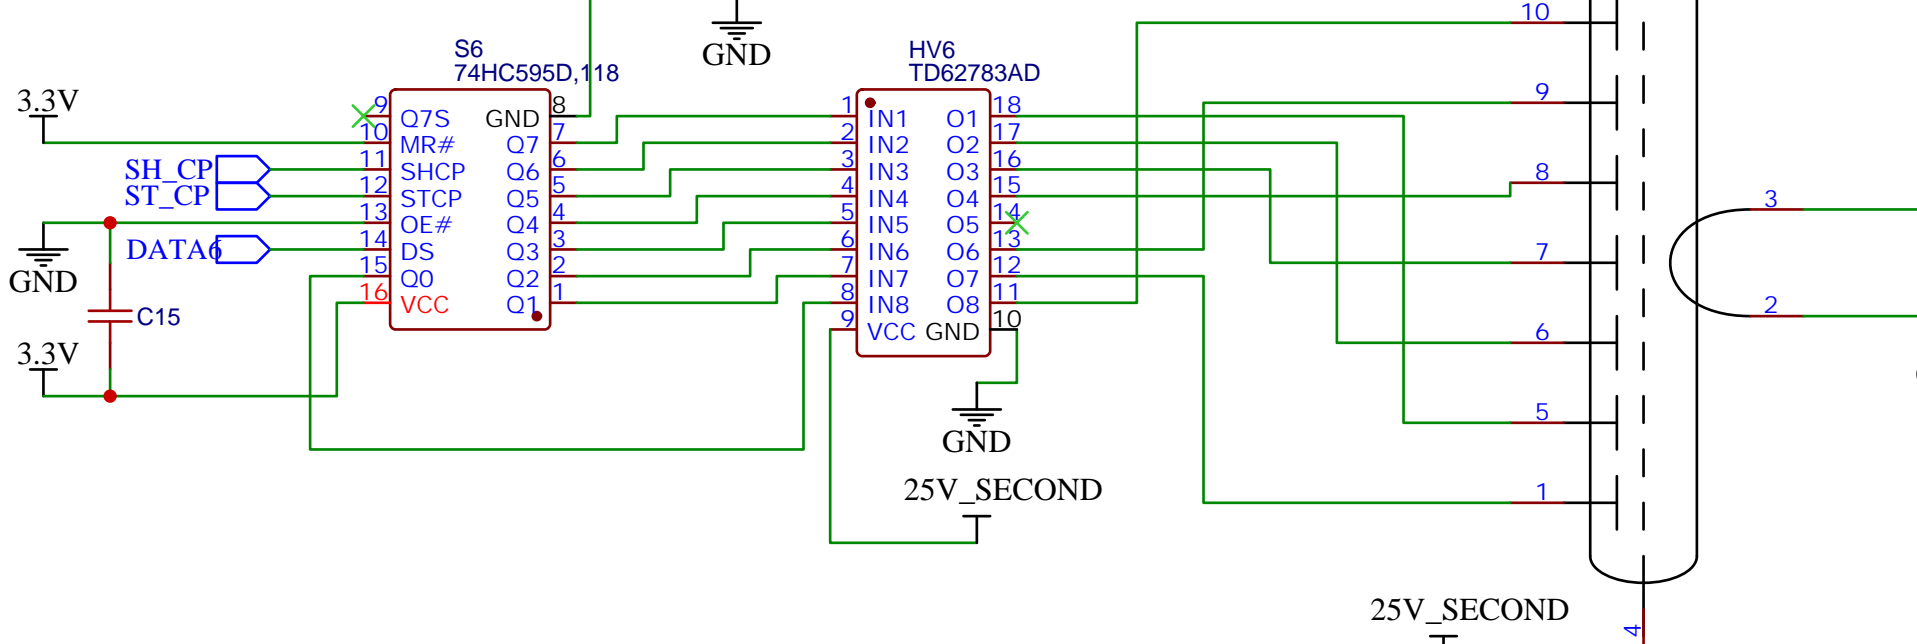 10
GND
S6
74HC595D,118
HV6
TD62783AD
3.3V
9 Q7S
10 MR#
11 SHCP
12 STCP
13 OE#
14 DS
15 Q0
16 VCC
GND 8
Q7 7
Q6 6
Q5 5
Q4 4
Q3 3
Q2 2
Q1 1
SH_CP
ST_CP
DATA6
GND
C15
3.3V
1 IN1
2 IN2
3 IN3
4 IN4
5 IN5
6 IN6
7 IN7
8 IN8
9 VCC
O1 18
O2 17
O3 16
O4 15
O5 14
O6 13
O7 12
O8 11
GND 10
GND
25V_SECOND
9
8
7
6
5
1
3
2
4
25V_SECOND